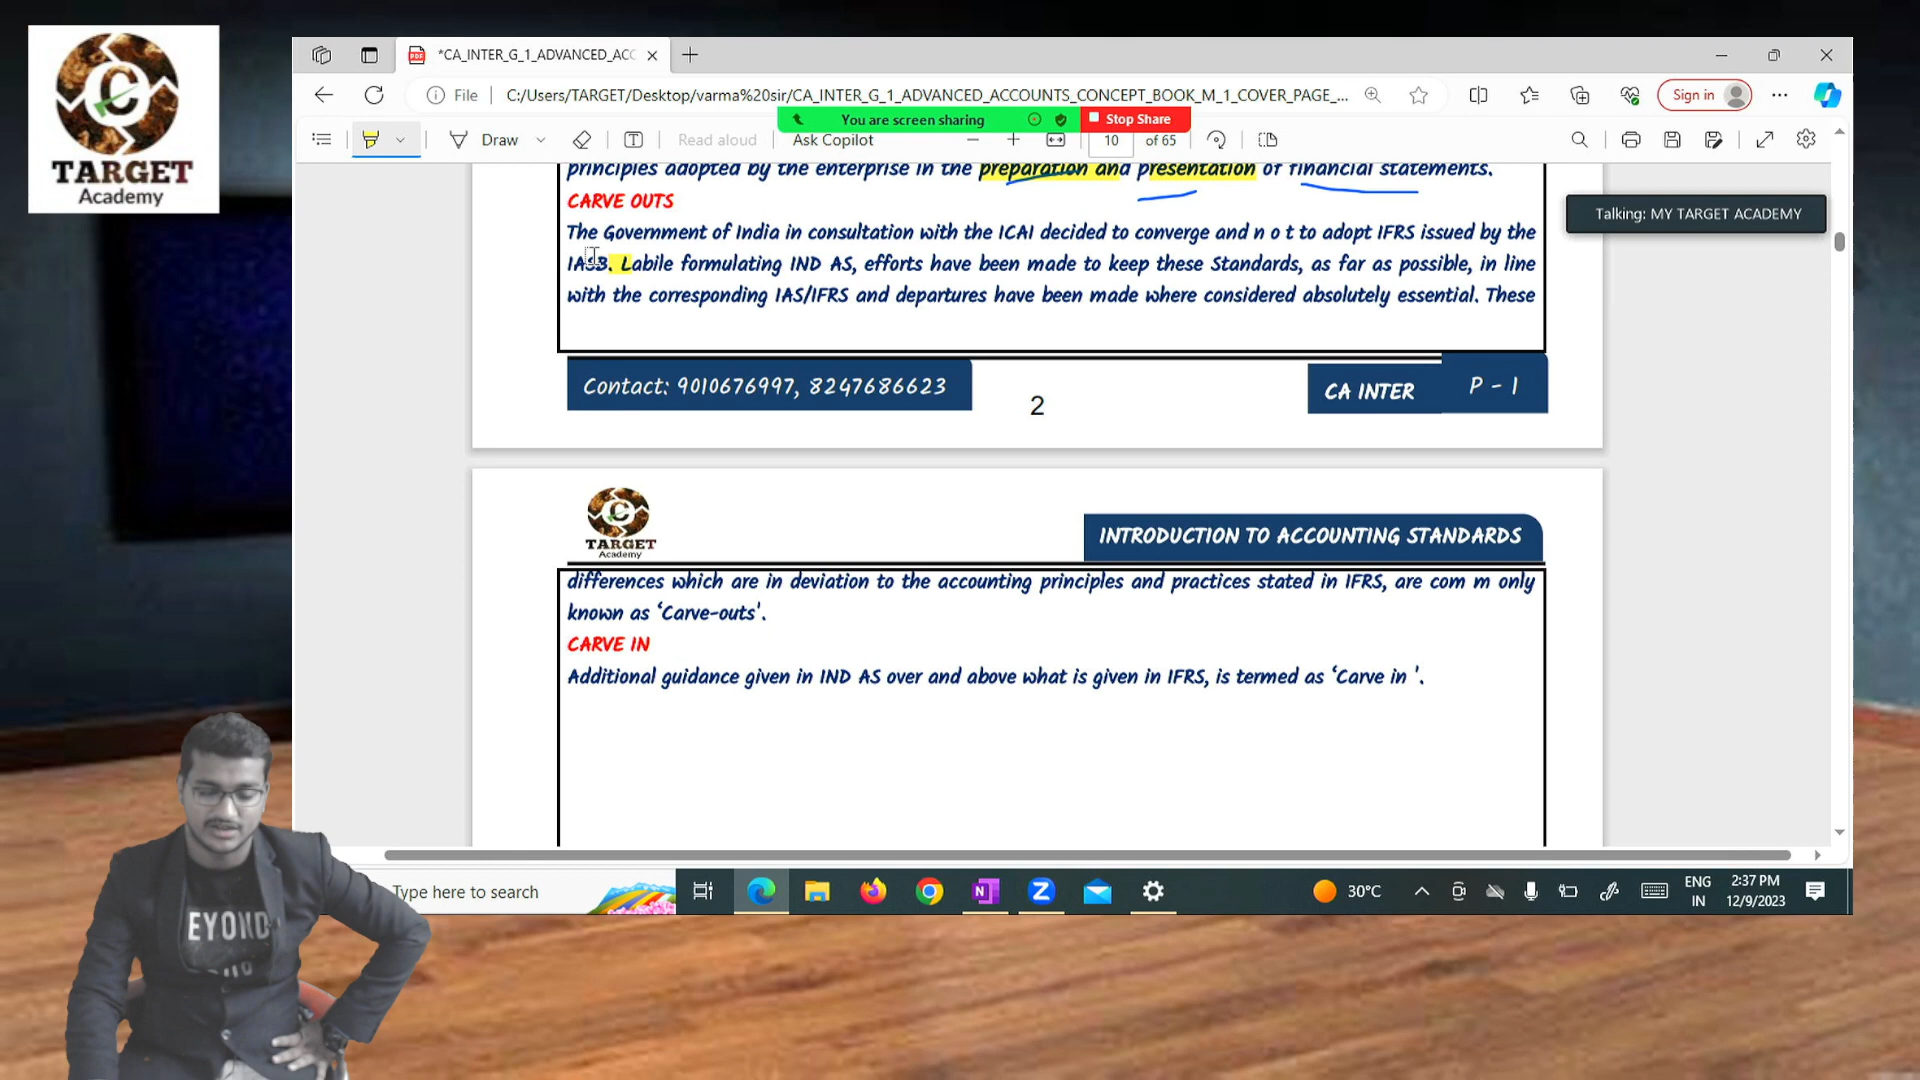 TARGET
Academy
*CA_INTER_G_1_ADVANCED_ACC
File
C:/Users/TARGET/Desktop/varma%20sir/CA_INTER_G_1_ADVANCED_ACCOUNTS_CONCEPT_BOOK_M_1_COVER_PAGE_...
Sign in
You are screen sharing
Stop Share
Draw
Read aloud
Ask Copilot
10
of 65
Talking: MY TARGET ACADEMY
principles adopted by the enterprise in the preparation and presentation of financial statements.
CARVE OUTS
The Government of India in consultation with the ICAI decided to converge and n o t to adopt IFRS issued by the
IASB. Labile formulating IND AS, efforts have been made to keep these Standards, as far as possible, in line
with the corresponding IAS/IFRS and departures have been made where considered absolutely essential. These
Contact: 9010676997, 8247686623
2
CA INTER
P - 1
TARGET
Academy
INTRODUCTION TO ACCOUNTING STANDARDS
differences which are in deviation to the accounting principles and practices stated in IFRS, are com m only
known as ‘Carve-outs'.
CARVE IN
Additional guidance given in IND AS over and above what is given in IFRS, is termed as ‘Carve in '.
EYOND
Type here to search
30°C
ENG
IN
2:37 PM
12/9/2023